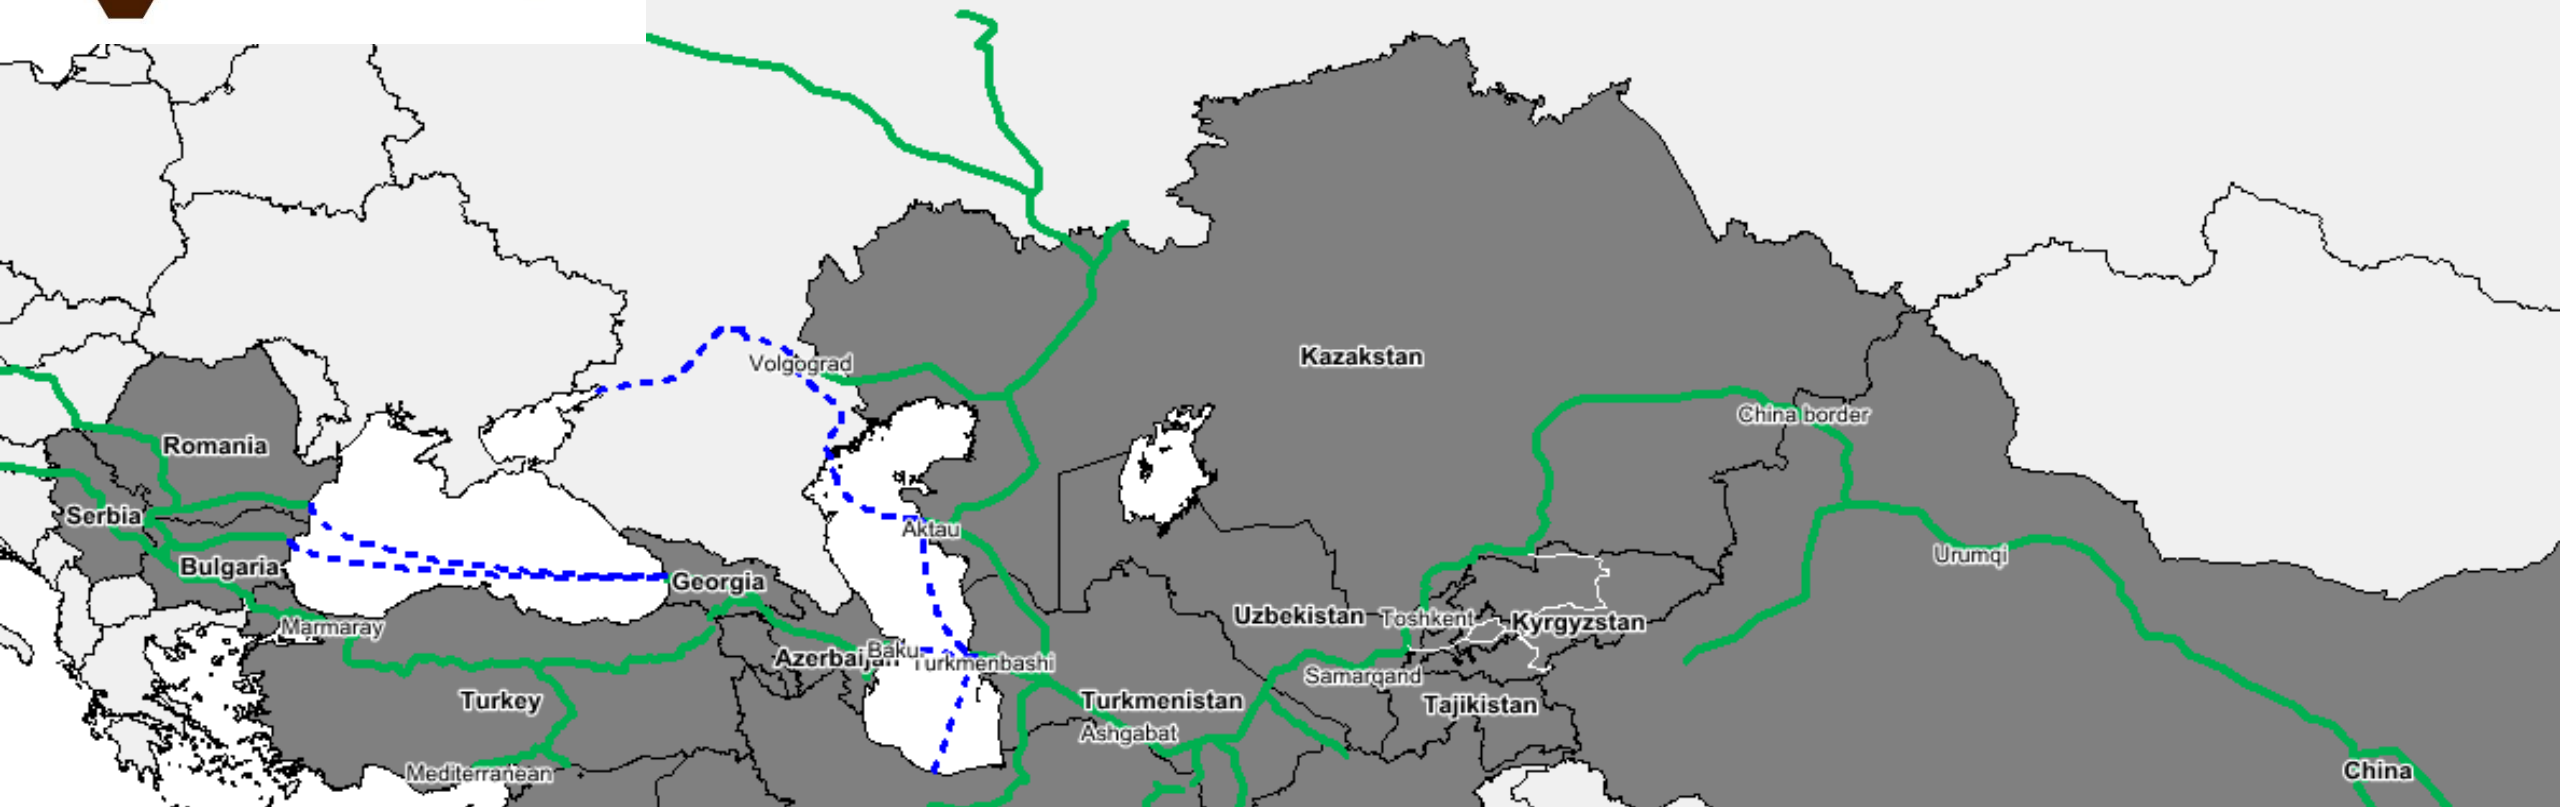 Volgograd
Kazakstan
China border
Romania
Serbia
Aktau
Urumqi
Bulgaria
Georgia
Marmaray
Uzbekistan
Toshkent
Kyrgyzstan
Azerbaijan
Baku
Turkmenbashi
Samarqand
Turkey
Turkmenistan
Tajikistan
Ashgabat
Mediterranean
China